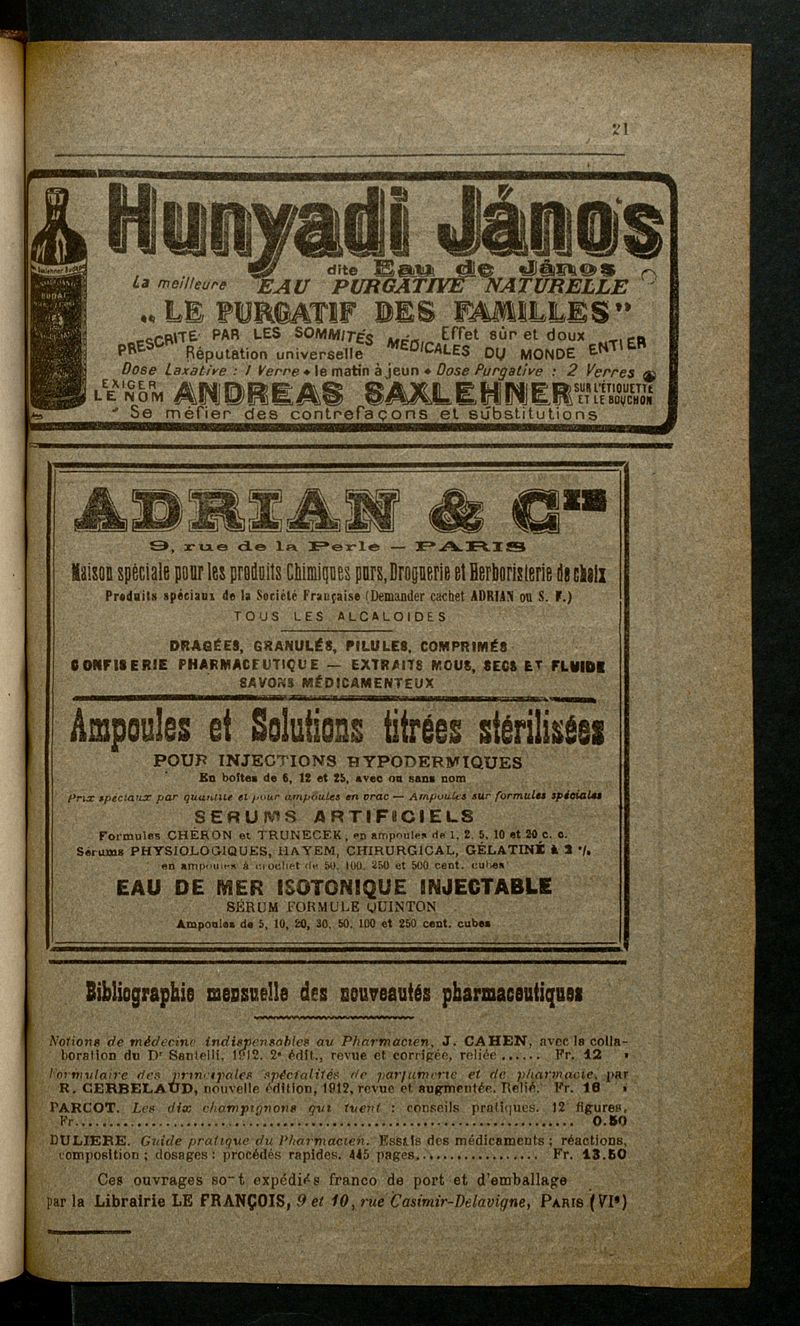 21
Hunyadi János
dite Eau de János
La meilleure EAU PURGATIVE NATURELLE
„ LE PURGATIF DES FAMILLES”
PRESCRITE PAR LES SOMMITÉS MÉDICALES DU MONDE ENTIER
Effet sûr et doux
Réputation universelle
Dose Laxative : 1 Verre le matin à jeun Dose Purgative : 2 Verres
EXIGER LE NOM ANDREAS SAXLEHNER SUR L'ÉTIQUETTE ET LE BOUCHON
Se méfier des contrefaçons et substitutions
ADRIAN & Cie
9, rue de la Perle — PARIS
Maison spéciale pour les produits Chimiques purs, Droguerie et Herboristerie de choix
Produits spéciaux de la Société Française (Demander cachet ADRIAN ou S. F.)
TOUS LES ALCALOIDES
DRAGÉES, GRANULÉS, PILULES, COMPRIMÉS
CONFISERIE PHARMACEUTIQUE — EXTRAITS MOUS, SECS ET FLUIDE
SAVONS MÉDICAMENTEUX
Ampoules et Solutions titrées stérilisées
POUR INJECTIONS HYPODERMIQUES
En boîtes de 6, 12 et 25, avec ou sans nom
Prix spéciaux par quantité et pour ampoules en vrac — Ampoules sur formules spéciales
SERUMS ARTIFICIELS
Formules CHÉRON et TRUNECEK, en ampoules de 1, 2, 5, 10 et 20 c. c.
Sérums PHYSIOLOGIQUES, HAYEM, CHIRURGICAL, GÉLATINÉ à 2 %
en ampoules à crochet de 50, 100, 250 et 500 cent. cubes
EAU DE MER ISOTONIQUE INJECTABLE
SÉRUM FORMULE QUINTON
Ampoules de 5, 10, 20, 30, 50, 100 et 250 cent. cubes
Bibliographie mensuelle des nouveautés pharmaceutiques
Notions de médecine indispensables au Pharmacien, J. CAHEN, avec la colla-
boration du Dr Santelli, 1912. 2e édit., revue et corrigée, reliée ...... Fr. 12 »
Formulaire des principales spécialités de parfumerie et de pharmacie, par
R. CERBELAUD, nouvelle édition, 1912, revue et augmentée. Relié. Fr. 18 »
PARCOT. Les dix champignons qui tuent : conseils pratiques. 12 figures,
Fr. .......... 0.50
DULIERE. Guide pratique du Pharmacien. Essais des médicaments ; réactions,
composition ; dosages : procédés rapides. 445 pages.................. Fr. 13.50
Ces ouvrages so t expédiés franco de port et d'emballage
par la Librairie LE FRANÇOIS, 9 et 10, rue Casimir-Delavigne, PARIS (VIe)